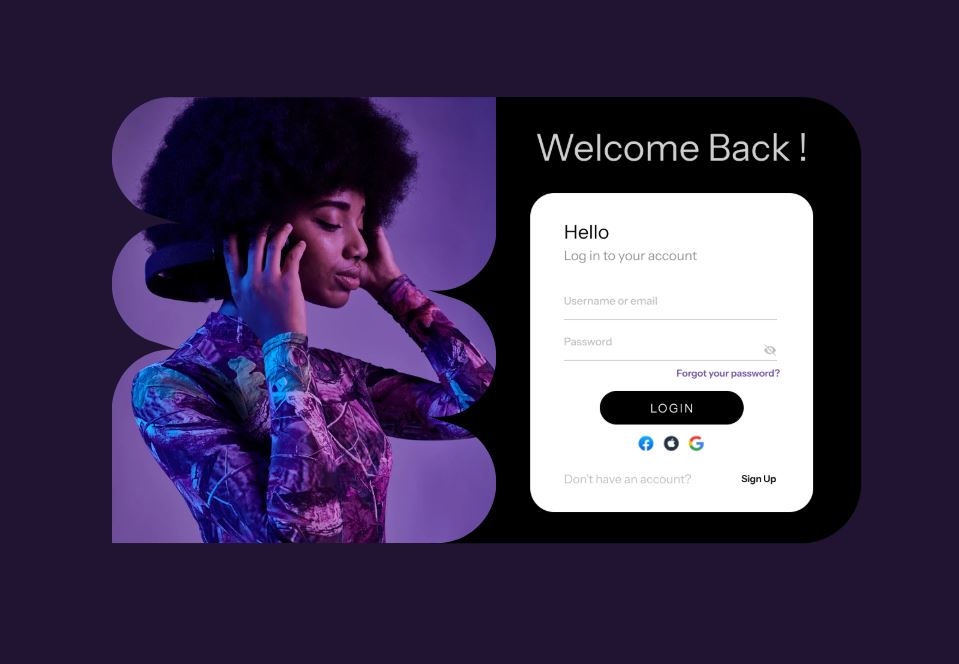 Welcome Back !
Hello
Log in to your account
Username or email
Password
Forgot your password?
LOGIN
Don't have an account? Sign Up